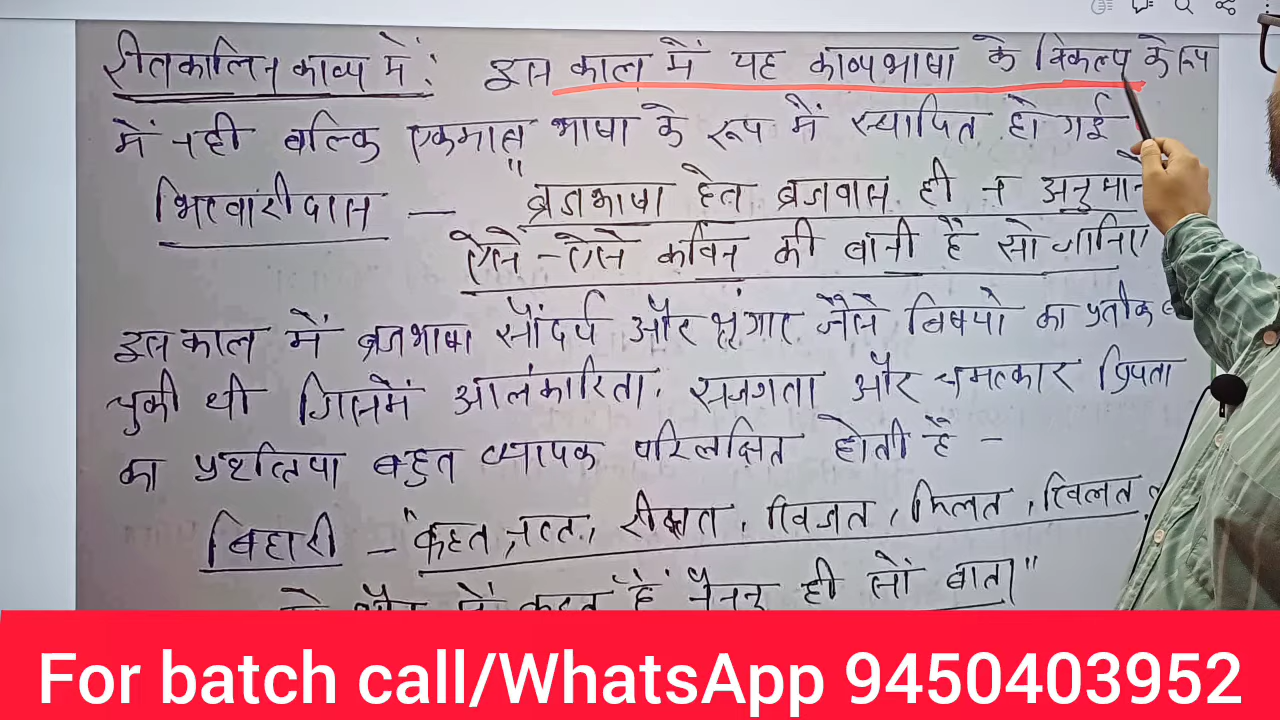 रीतिकालिन काव्य में: इस काल में यह काव्यभाषा के विकल्प के रूप
में नही बल्कि एकमात्र भाषा के रूप में स्थापित हो गई
भिखारीदास — "ब्रजभाषा हेत ब्रजवास ही न अनुमानै
ऐसे-ऐसे कविन की बानी है सो जानिए
इस काल में ब्रजभाषा सौंदर्य और श्रृंगार जैसे विषयो का प्रतीक
चुकी थी जिसमें आलंकारिता, सजगता और चमत्कार प्रियता
का प्रवृत्तिया बहुत व्यापक परिलक्षित होती है -
बिहारी - "कहत, नटत, रीझत, खिजत, मिलत, खिलत
भौन में करत हैं नैननु ही सों बात"
For batch call/WhatsApp 9450403952